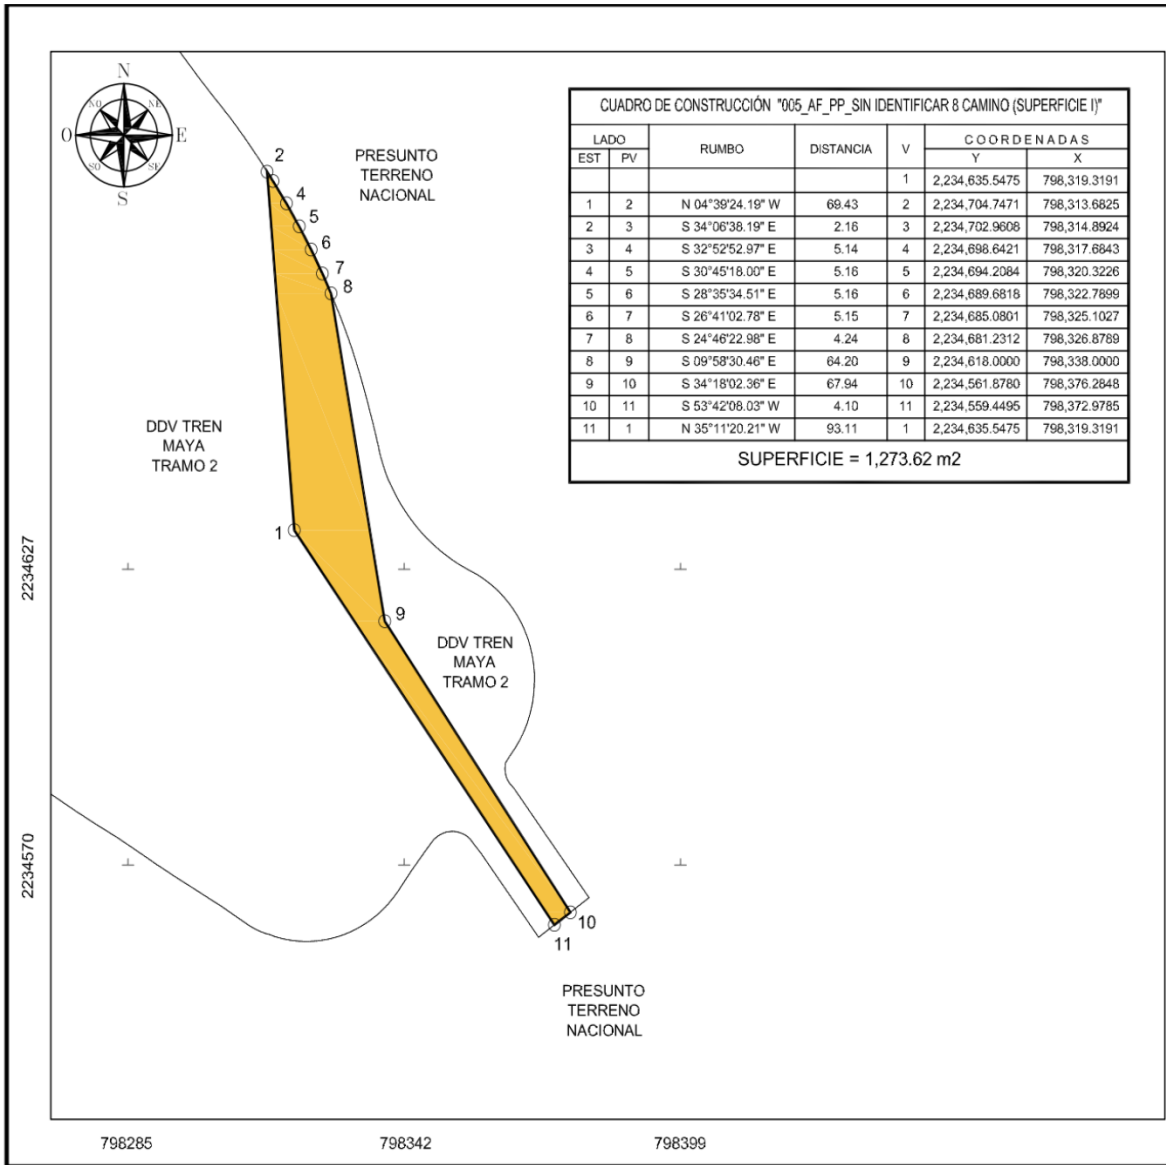 CUADRO DE CONSTRUCCIÓN "005_AF_PP_SIN IDENTIFICAR 8 CAMINO (SUPERFICIE I)"
LADO RUMBO DISTANCIA V COORDENADAS
EST PV Y X
1 2,234,635.5475 798,319.3191
1 2 N 04°39'24.19" W 69.43 2 2,234,704.7471 798,313.6825
2 3 S 34°06'38.19" E 2.16 3 2,234,702.9608 798,314.8924
3 4 S 32°52'52.97" E 5.14 4 2,234,698.6421 798,317.6843
4 5 S 30°45'18.00" E 5.16 5 2,234,694.2084 798,320.3226
5 6 S 28°35'34.51" E 5.16 6 2,234,689.6818 798,322.7899
6 7 S 26°41'02.78" E 5.15 7 2,234,685.0801 798,325.1027
7 8 S 24°46'22.98" E 4.24 8 2,234,681.2312 798,326.8789
8 9 S 09°58'30.46" E 64.20 9 2,234,618.0000 798,338.0000
9 10 S 34°18'02.36" E 67.94 10 2,234,561.8780 798,376.2848
10 11 S 53°42'08.03" W 4.10 11 2,234,559.4495 798,372.9785
11 1 N 35°11'20.21" W 93.11 1 2,234,635.5475 798,319.3191
SUPERFICIE = 1,273.62 m2
N
NO NE
O E
SO SE
S
2
4
5
6
7
8
PRESUNTO
TERRENO
NACIONAL
DDV TREN
MAYA
TRAMO 2
1
9
DDV TREN
MAYA
TRAMO 2
10
11
PRESUNTO
TERRENO
NACIONAL
2234627
2234570
798285 798342 798399